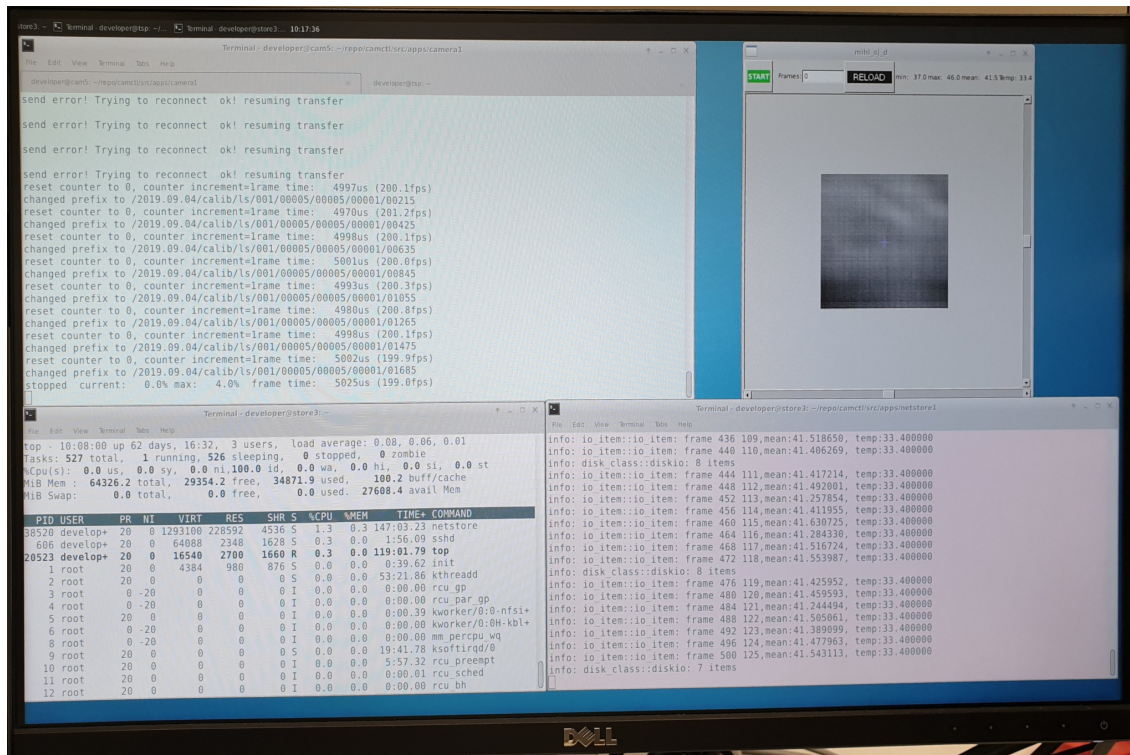 store3: ~ Terminal - developer@tsp: ~/... Terminal - developer@store3:... 10:17:36
Terminal - developer@cam5: ~/repo/camctl/src/apps/camera1
File Edit View Terminal Tabs Help
developer@cam5: ~/repo/camctl/src/apps/camera1 developer@tsp: ~
send error! Trying to reconnect ok! resuming transfer
send error! Trying to reconnect ok! resuming transfer
send error! Trying to reconnect ok! resuming transfer
send error! Trying to reconnect ok! resuming transfer
reset counter to 0, counter increment=1rame time: 4997us (200.1fps)
changed prefix to /2019.09.04/calib/ls/001/00005/00005/00001/00215
reset counter to 0, counter increment=1rame time: 4970us (201.2fps)
changed prefix to /2019.09.04/calib/ls/001/00005/00005/00001/00425
reset counter to 0, counter increment=1rame time: 4998us (200.1fps)
changed prefix to /2019.09.04/calib/ls/001/00005/00005/00001/00635
reset counter to 0, counter increment=1rame time: 5001us (200.0fps)
changed prefix to /2019.09.04/calib/ls/001/00005/00005/00001/00845
reset counter to 0, counter increment=1rame time: 4993us (200.3fps)
changed prefix to /2019.09.04/calib/ls/001/00005/00005/00001/01055
reset counter to 0, counter increment=1rame time: 4980us (200.8fps)
changed prefix to /2019.09.04/calib/ls/001/00005/00005/00001/01265
reset counter to 0, counter increment=1rame time: 4998us (200.1fps)
changed prefix to /2019.09.04/calib/ls/001/00005/00005/00001/01475
reset counter to 0, counter increment=1rame time: 5002us (199.9fps)
changed prefix to /2019.09.04/calib/ls/001/00005/00005/00001/01685
stopped current: 0.0% max: 4.0% frame time: 5025us (199.0fps)
START Frames: 0 RELOAD min: 37.0 max: 46.0 mean: 41.5 Temp: 33.4
Terminal - developer@store3: ~
File Edit View Terminal Tabs Help
top - 10:08:00 up 62 days, 16:32, 3 users, load average: 0.08, 0.06, 0.01
Tasks: 527 total, 1 running, 526 sleeping, 0 stopped, 0 zombie
%Cpu(s): 0.0 us, 0.0 sy, 0.0 ni,100.0 id, 0.0 wa, 0.0 hi, 0.0 si, 0.0 st
MiB Mem : 64326.2 total, 29354.2 free, 34871.9 used, 100.2 buff/cache
MiB Swap: 0.0 total, 0.0 free, 0.0 used. 27608.4 avail Mem
PID USER PR NI VIRT RES SHR S %CPU %MEM TIME+ COMMAND
38520 develop+ 20 0 1293100 228592 4536 S 1.3 0.3 147:03.23 netstore
606 develop+ 20 0 64088 2348 1628 S 0.3 0.0 1:56.09 sshd
20523 develop+ 20 0 16540 2700 1660 R 0.3 0.0 119:01.79 top
1 root 20 0 4384 980 876 S 0.0 0.0 0:39.62 init
2 root 20 0 0 0 0 S 0.0 0.0 53:21.86 kthreadd
3 root 0 -20 0 0 0 I 0.0 0.0 0:00.00 rcu_gp
4 root 0 -20 0 0 0 I 0.0 0.0 0:00.00 rcu_par_gp
5 root 20 0 0 0 0 I 0.0 0.0 0:00.39 kworker/0:0-nfsi+
6 root 0 -20 0 0 0 I 0.0 0.0 0:00.00 kworker/0:0H-kbl+
8 root 0 -20 0 0 0 I 0.0 0.0 0:00.00 mm_percpu_wq
9 root 20 0 0 0 0 S 0.0 0.0 19:41.78 ksoftirqd/0
10 root 20 0 0 0 0 I 0.0 0.0 5:57.32 rcu_preempt
11 root 20 0 0 0 0 I 0.0 0.0 0:00.01 rcu_sched
12 root 20 0 0 0 0 I 0.0 0.0 0:00.00 rcu_bh
Terminal - developer@store3: ~/repo/camctl/src/apps/netstore1
File Edit View Terminal Tabs Help
info: io_item::io_item: frame 436 109,mean:41.518650, temp:33.400000
info: io_item::io_item: frame 440 110,mean:41.406269, temp:33.400000
info: disk_class::diskio: 8 items
info: io_item::io_item: frame 444 111,mean:41.417214, temp:33.400000
info: io_item::io_item: frame 448 112,mean:41.492001, temp:33.400000
info: io_item::io_item: frame 452 113,mean:41.257854, temp:33.400000
info: io_item::io_item: frame 456 114,mean:41.411955, temp:33.400000
info: io_item::io_item: frame 460 115,mean:41.630725, temp:33.400000
info: io_item::io_item: frame 464 116,mean:41.284330, temp:33.400000
info: io_item::io_item: frame 468 117,mean:41.516724, temp:33.400000
info: io_item::io_item: frame 472 118,mean:41.553987, temp:33.400000
info: disk_class::diskio: 8 items
info: io_item::io_item: frame 476 119,mean:41.425952, temp:33.400000
info: io_item::io_item: frame 480 120,mean:41.459593, temp:33.400000
info: io_item::io_item: frame 484 121,mean:41.244494, temp:33.400000
info: io_item::io_item: frame 488 122,mean:41.505061, temp:33.400000
info: io_item::io_item: frame 492 123,mean:41.389099, temp:33.400000
info: io_item::io_item: frame 496 124,mean:41.477963, temp:33.400000
info: io_item::io_item: frame 500 125,mean:41.543113, temp:33.400000
info: disk_class::diskio: 7 items
DELL